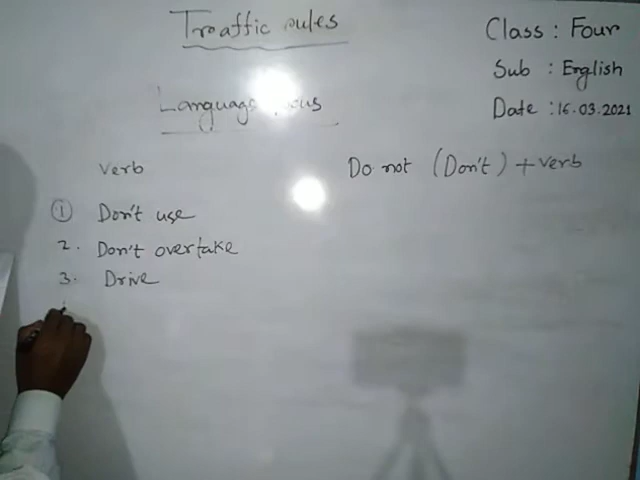 Traffic rules
Class : Four
Sub : English
Date : 16.03.2021
Language
Verb
Do not (Don't) + verb
1 Don't use
2. Don't overtake
3. Drive